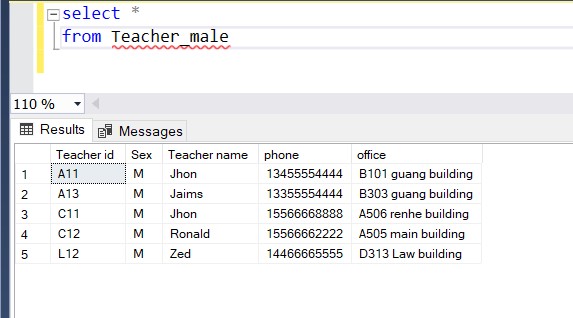 select *
from Teacher_male
110 %
Results Messages
Teacher id Sex Teacher name phone office
1 A11 M Jhon 13455554444 B101 guang building
2 A13 M Jaims 13355554444 B303 guang building
3 C11 M Jhon 15566668888 A506 renhe building
4 C12 M Ronald 15566662222 A505 main building
5 L12 M Zed 14466665555 D313 Law building